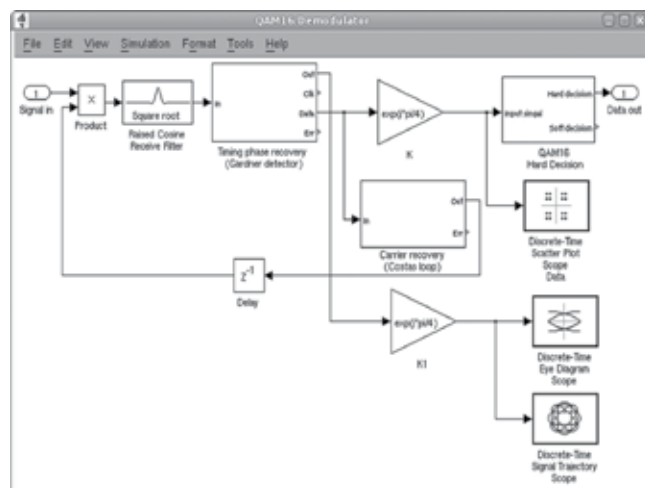 QAM16 Demodulator
File Edit View Simulation Format Tools Help
1
Signal in
x
Product
Square root
Raised Cosine
Receive Filter
In
Out
Clk
Data
Err
Timing phase recovery
(Gardner detector)
exp(j*pi/4)
K
Input singal
Hard decision
Soft decision
QAM16
Hard Decision
1
Data out
In
Out
Err
Carrier recovery
(Costas loop)
Discrete-Time
Scatter Plot
Scope
Data
Z-1
Delay
exp(j*pi/4)
K1
Discrete-Time
Eye Diagram
Scope
Discrete-Time
Signal Trajectory
Scope